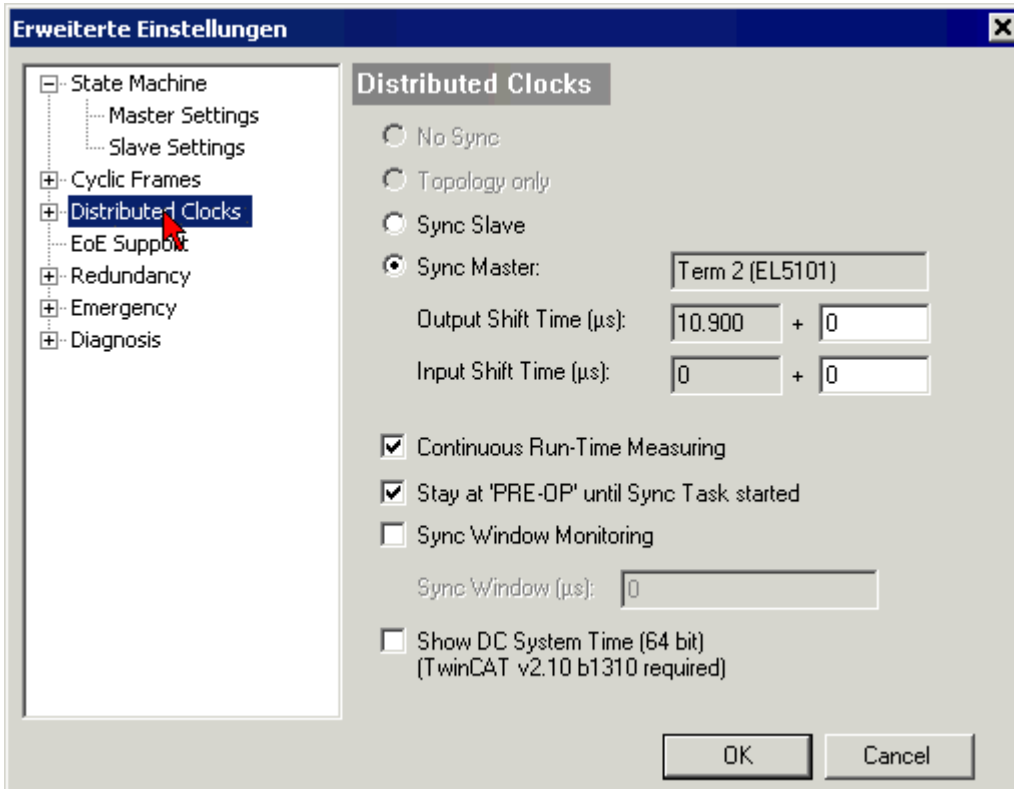 Erweiterte Einstellungen
State Machine
Master Settings
Slave Settings
Cyclic Frames
Distributed Clocks
EoE Support
Redundancy
Emergency
Diagnosis
Distributed Clocks
No Sync
Topology only
Sync Slave
Sync Master: Term 2 (EL5101)
Output Shift Time (µs): 10.900 + 0
Input Shift Time (µs): 0 + 0
Continuous Run-Time Measuring
Stay at 'PRE-OP' until Sync Task started
Sync Window Monitoring
Sync Window (µs): 0
Show DC System Time (64 bit)
(TwinCAT v2.10 b1310 required)
OK Cancel